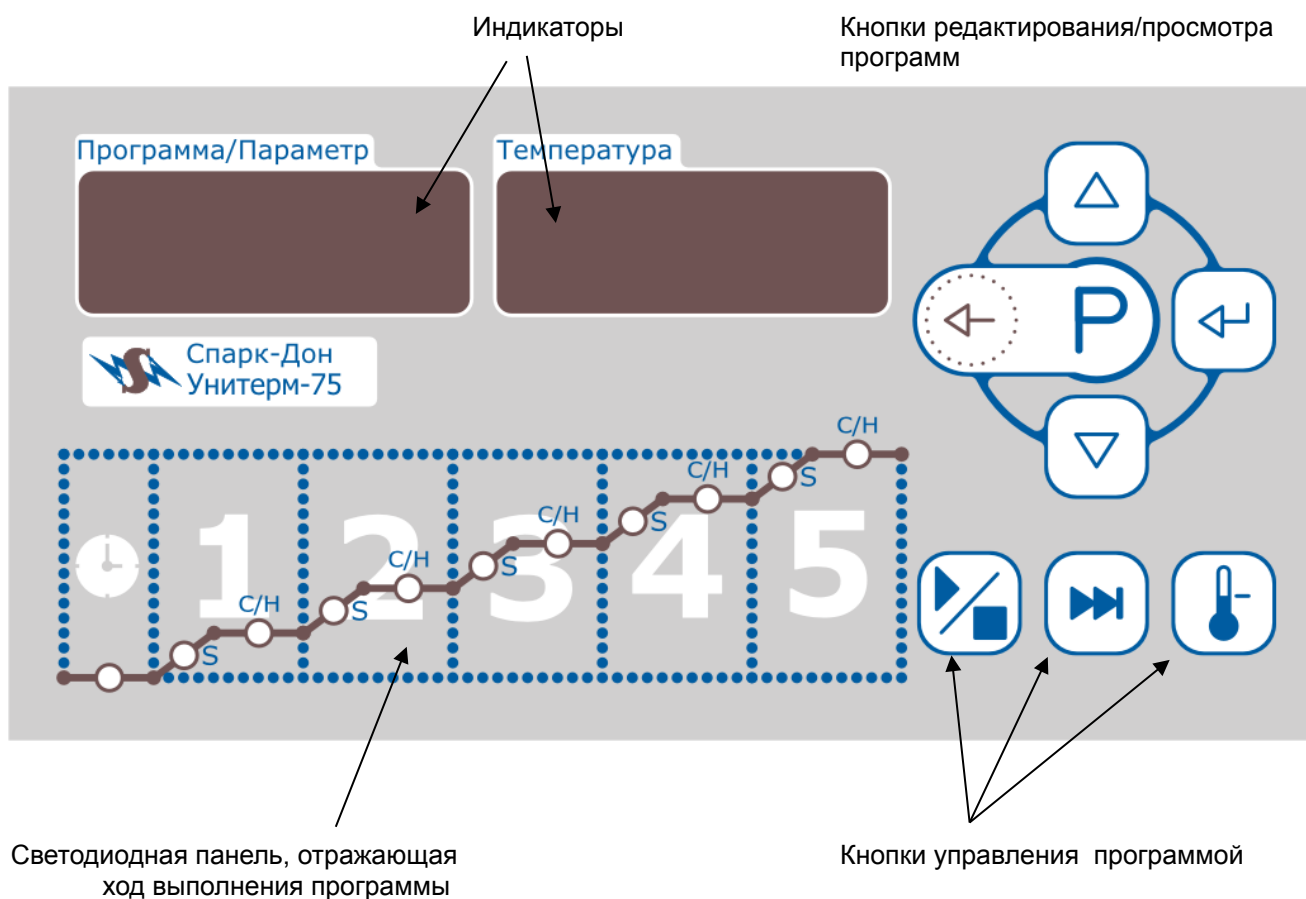 Индикаторы
Кнопки редактирования/просмотра
программ
Программа/Параметр
Температура
P
Спарк-Дон
Унитерм-75
C/H
C/H
C/H
C/H
C/H
S
S
S
S
S
1 2 3 4 5
Светодиодная панель, отражающая
ход выполнения программы
Кнопки управления программой